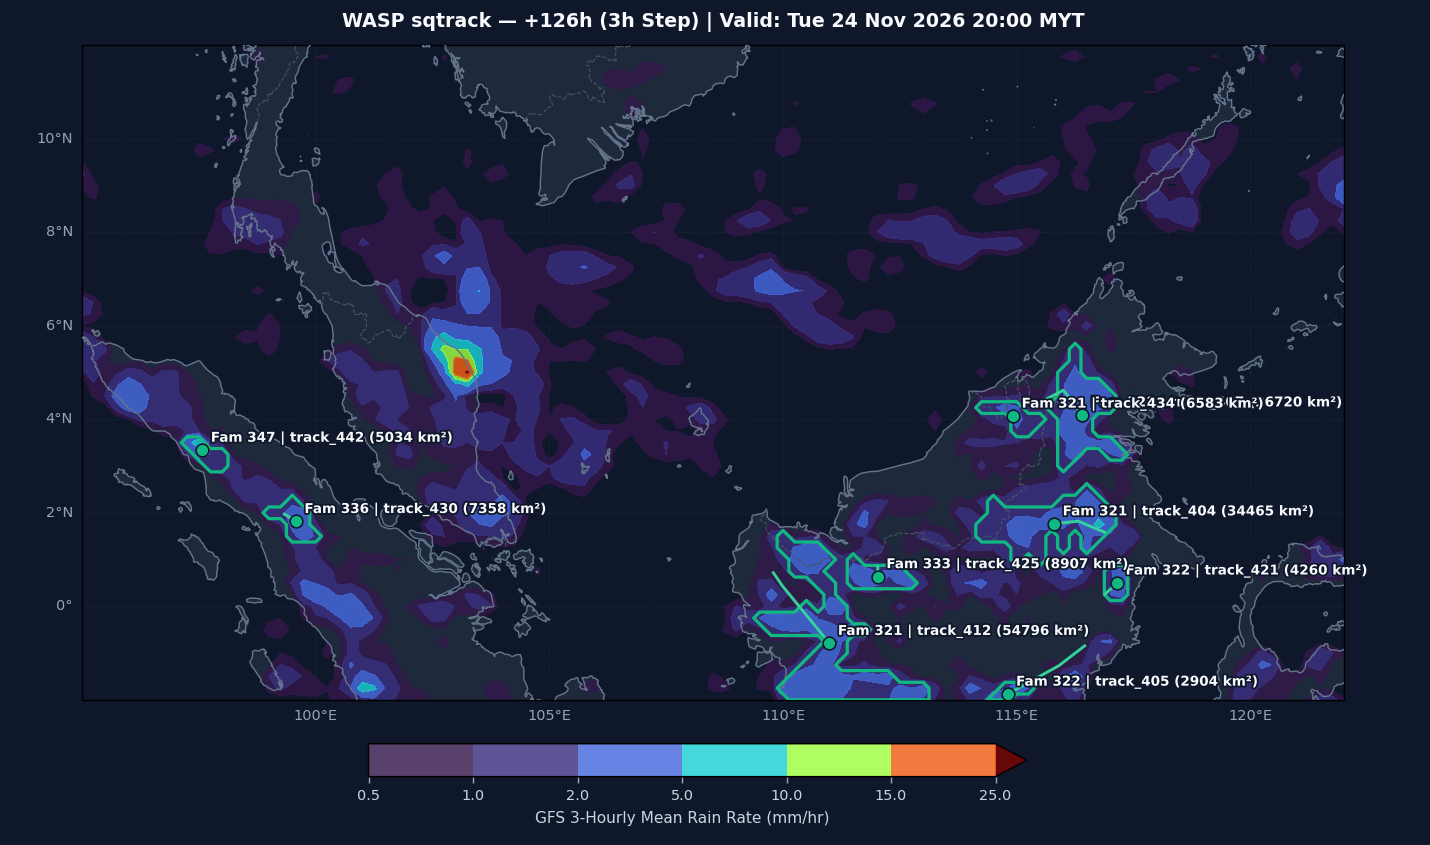 WASP sqtrack — +126h (3h Step) | Valid: Tue 24 Nov 2026 20:00 MYT
10°N
8°N
6°N
4°N
2°N
0°
Fam 321 | track_434 (6583 km²)
6720 km²)
Fam 347 | track_442 (5034 km²)
Fam 336 | track_430 (7358 km²)
Fam 321 | track_404 (34465 km²)
Fam 333 | track_425 (8907 km²)
Fam 322 | track_421 (4260 km²)
Fam 321 | track_412 (54796 km²)
Fam 322 | track_405 (2904 km²)
100°E
105°E
110°E
115°E
120°E
0.5
1.0
2.0
5.0
10.0
15.0
25.0
GFS 3-Hourly Mean Rain Rate (mm/hr)